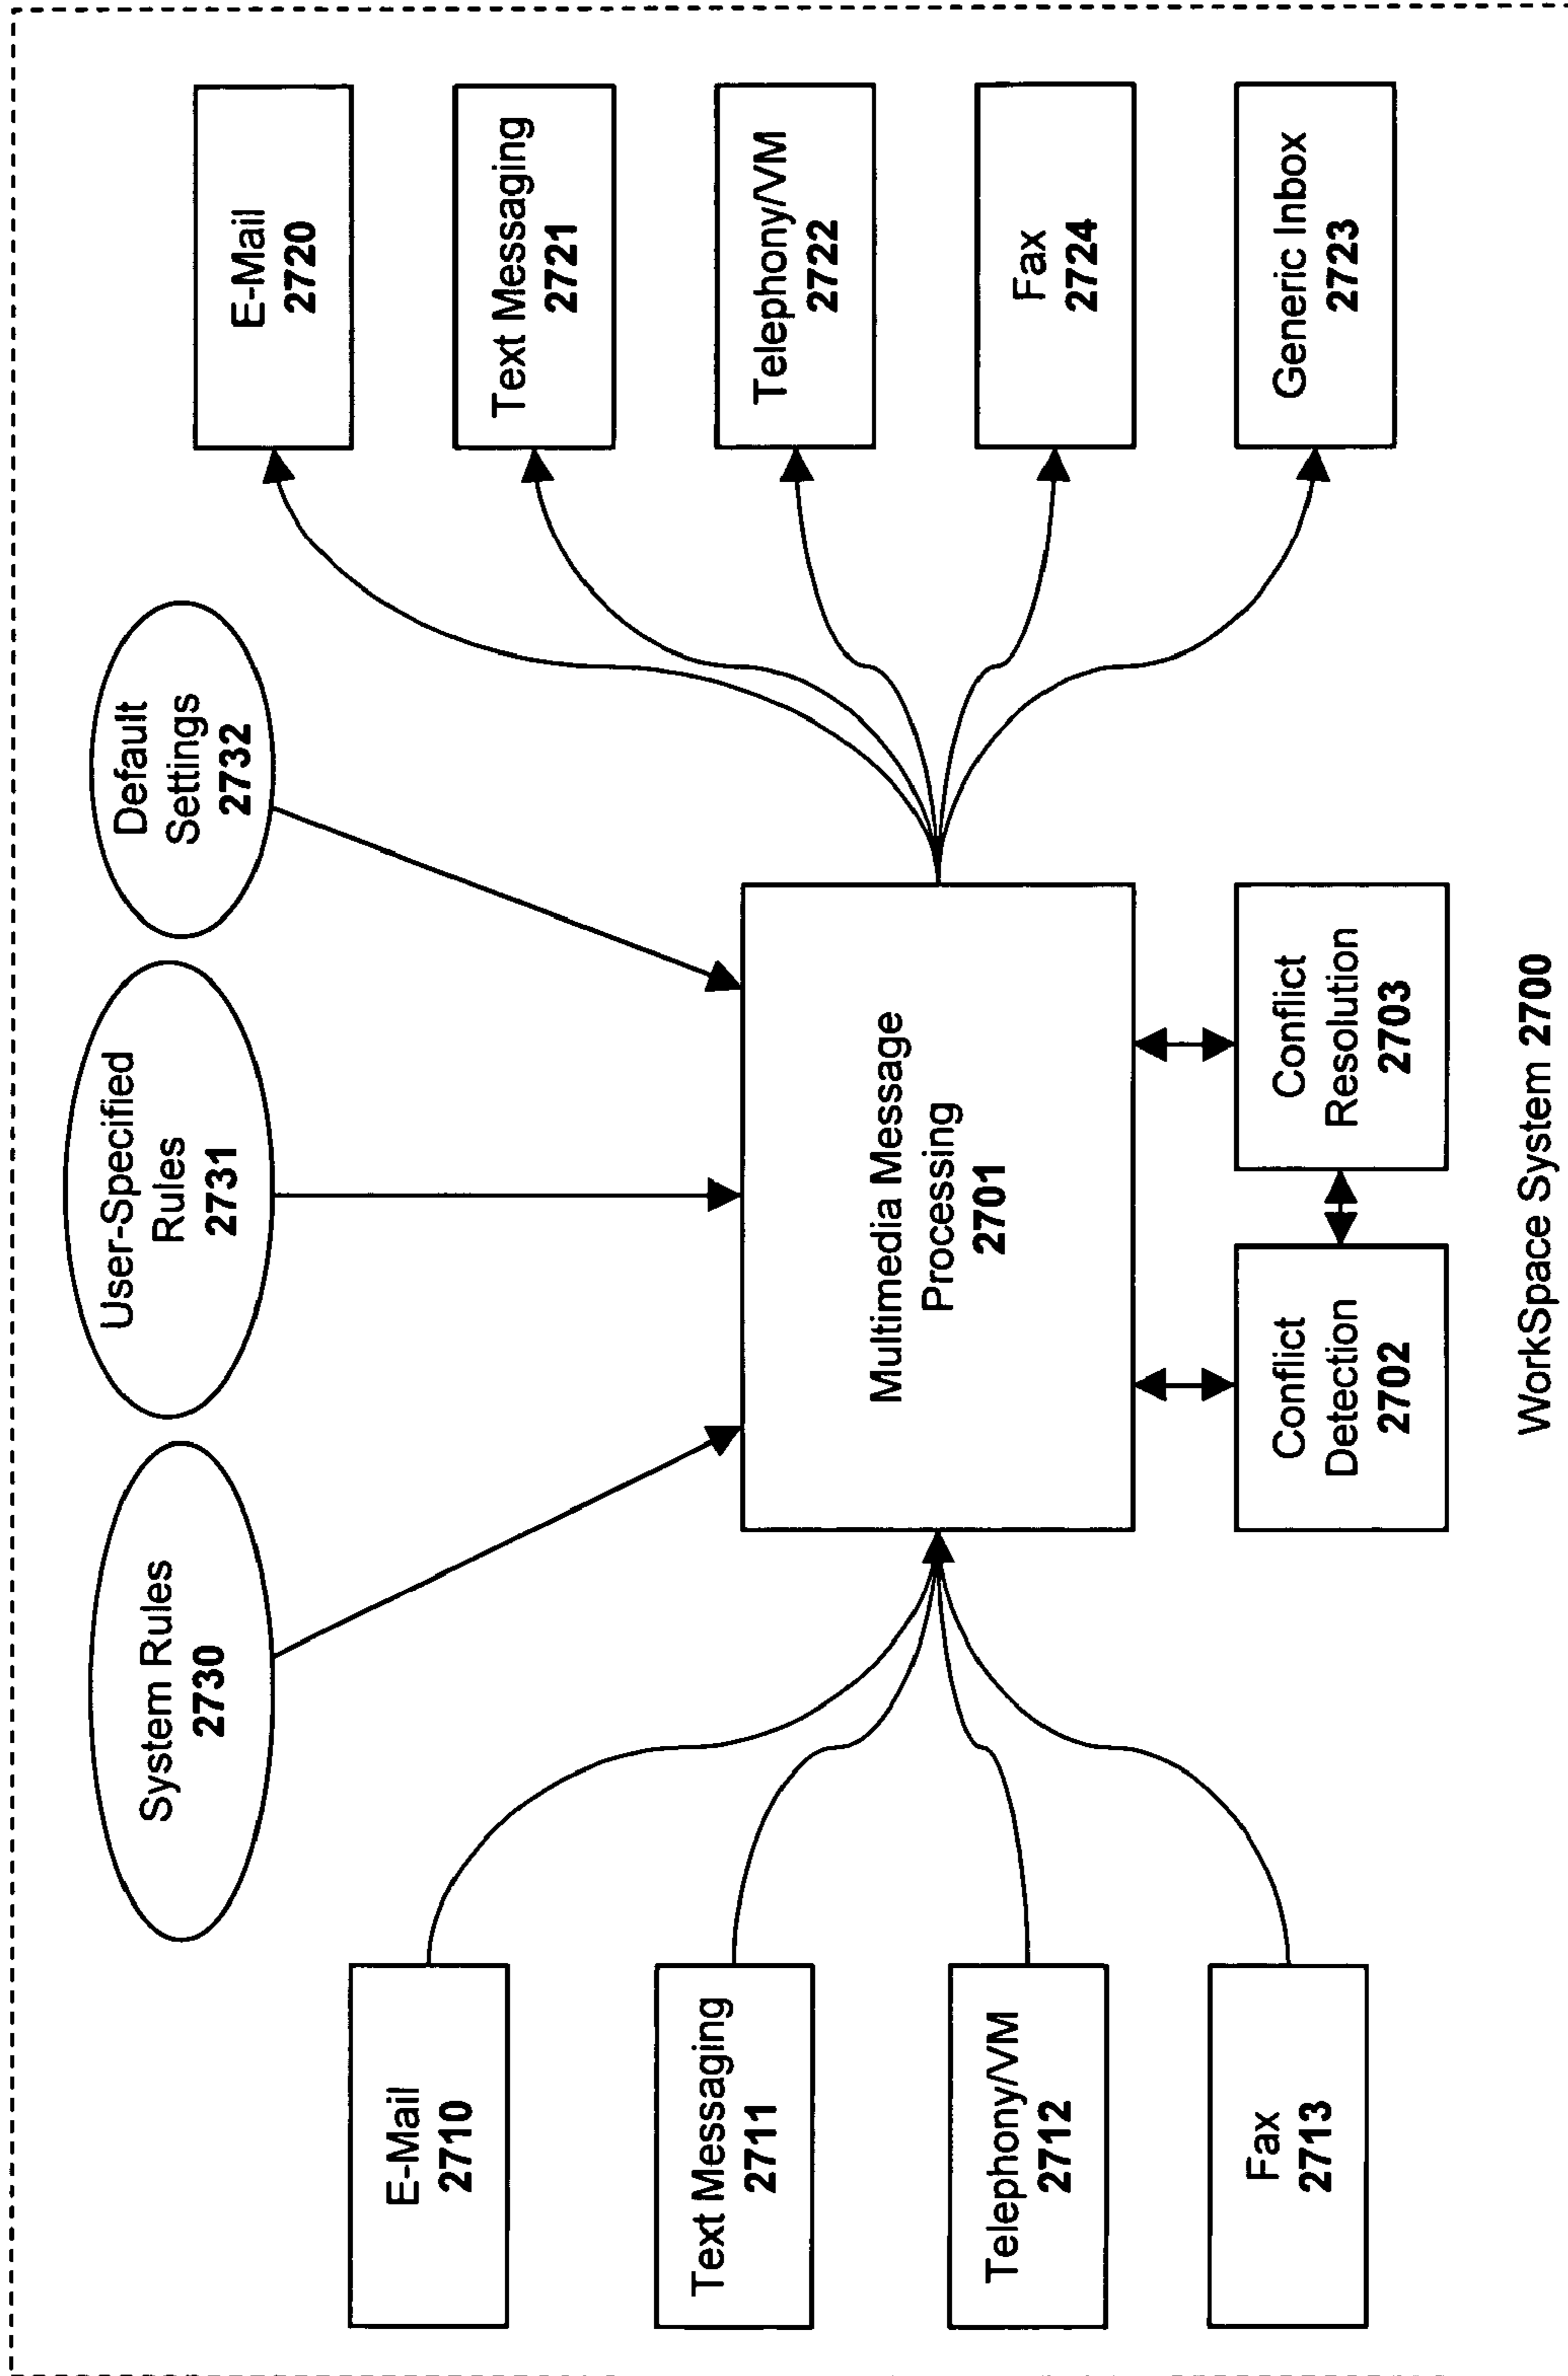 System Rules
2730
User-Specified
Rules
2731
Default
Settings
2732
E-Mail
2710
Text Messaging
2711
Telephony/VM
2712
Fax
2713
Multimedia Message
Processing
2701
Conflict
Detection
2702
Conflict
Resolution
2703
E-Mail
2720
Text Messaging
2721
Telephony/VM
2722
Fax
2724
Generic Inbox
2723
WorkSpace System 2700